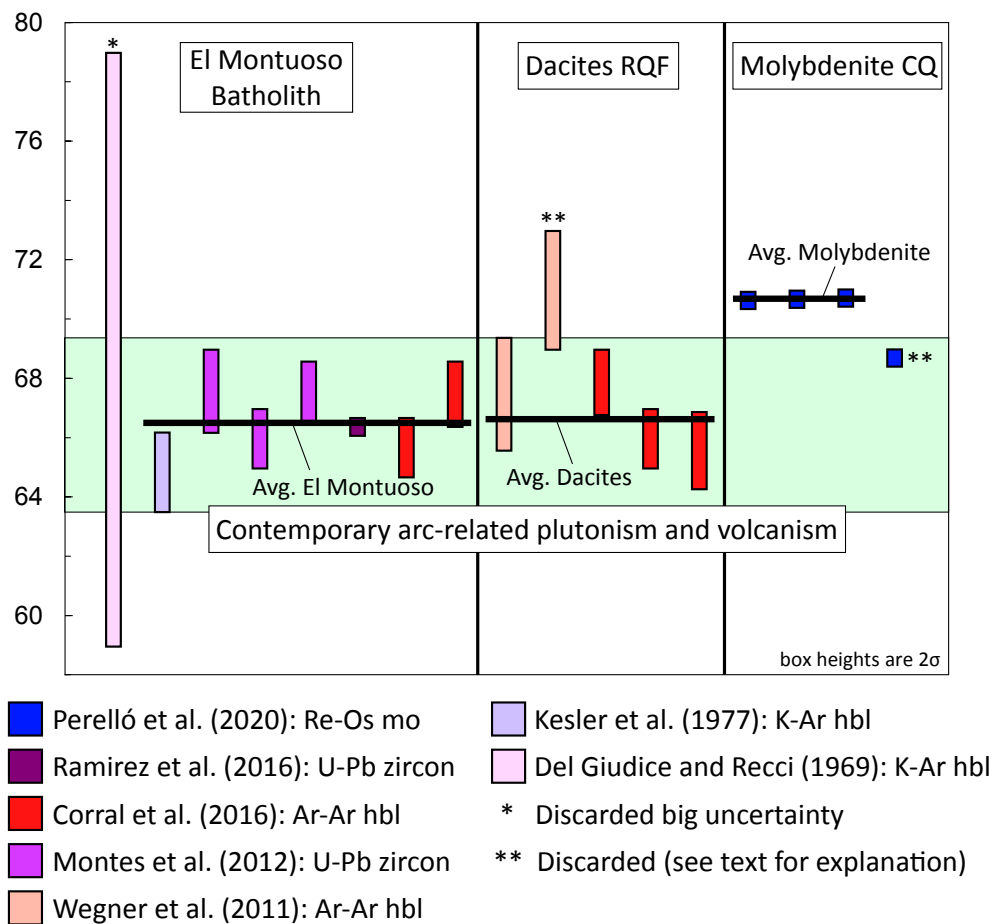 80
76
72
68
64
60
*
El Montuoso
Batholith
Dacites RQF
Molybdenite CQ
**
Avg. Molybdenite
**
Avg. El Montuoso
Avg. Dacites
Contemporary arc-related plutonism and volcanism
box heights are 2σ
Perelló et al. (2020): Re-Os mo
Ramirez et al. (2016): U-Pb zircon
Corral et al. (2016): Ar-Ar hbl
Montes et al. (2012): U-Pb zircon
Wegner et al. (2011): Ar-Ar hbl
Kesler et al. (1977): K-Ar hbl
Del Giudice and Recci (1969): K-Ar hbl
* Discarded big uncertainty
** Discarded (see text for explanation)